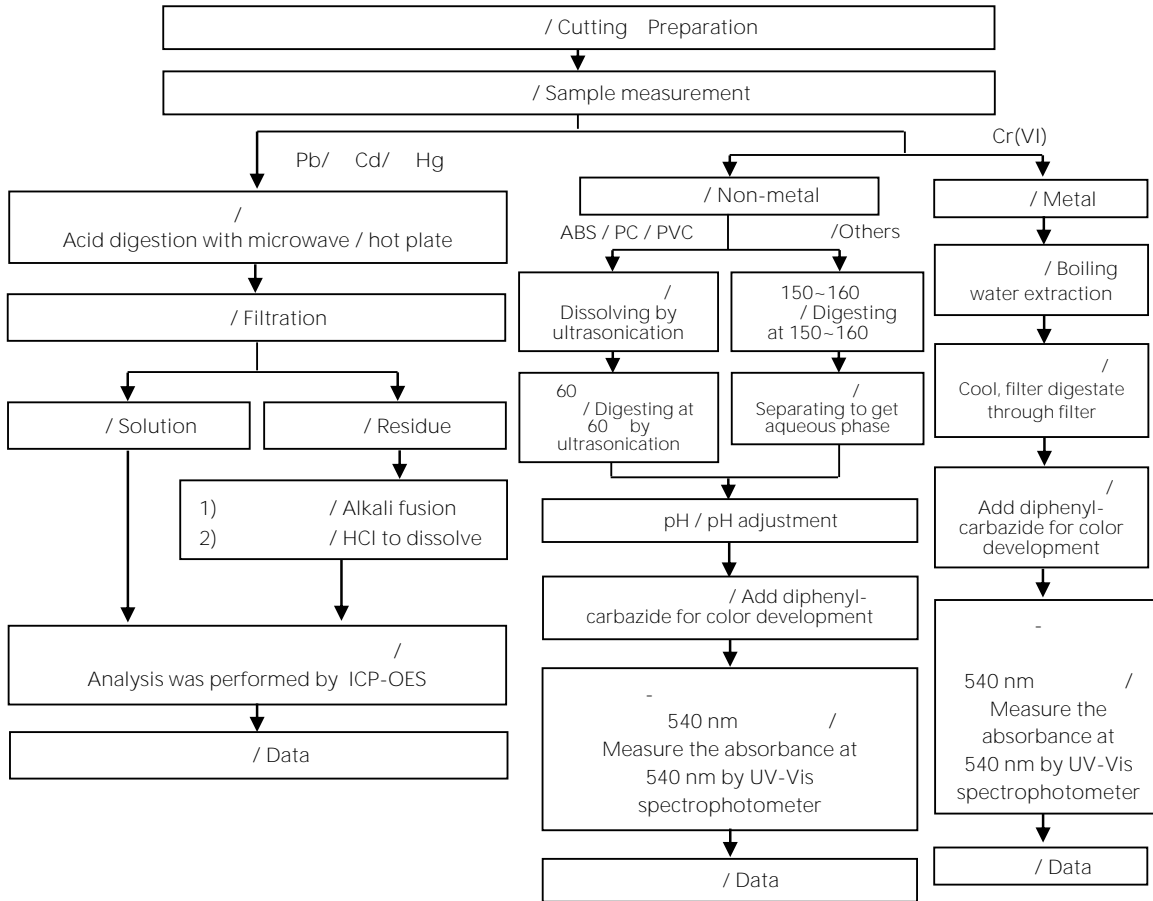 / Cutting Preparation
/ Sample measurement
Pb/ Cd/ Hg
Cr(VI)
/
Acid digestion with microwave / hot plate
/ Filtration
/ Solution
/ Residue
1) / Alkali fusion
2) / HCl to dissolve
/
Analysis was performed by ICP-OES
/ Data
/ Non-metal
ABS / PC / PVC
/Others
/
Dissolving by
ultrasonication
60
/ Digesting at
60 by
ultrasonication
150~160
/ Digesting
at 150~160
/
Separating to get
aqueous phase
pH / pH adjustment
/ Add diphenyl-
carbazide for color development
-
540 nm /
Measure the absorbance at
540 nm by UV-Vis
spectrophotometer
/ Data
/ Metal
/ Boiling
water extraction
/
Cool, filter digestate
through filter
/
Add diphenyl-
carbazide for color
development
-
540 nm /
Measure the
absorbance at
540 nm by UV-Vis
spectrophotometer
/ Data